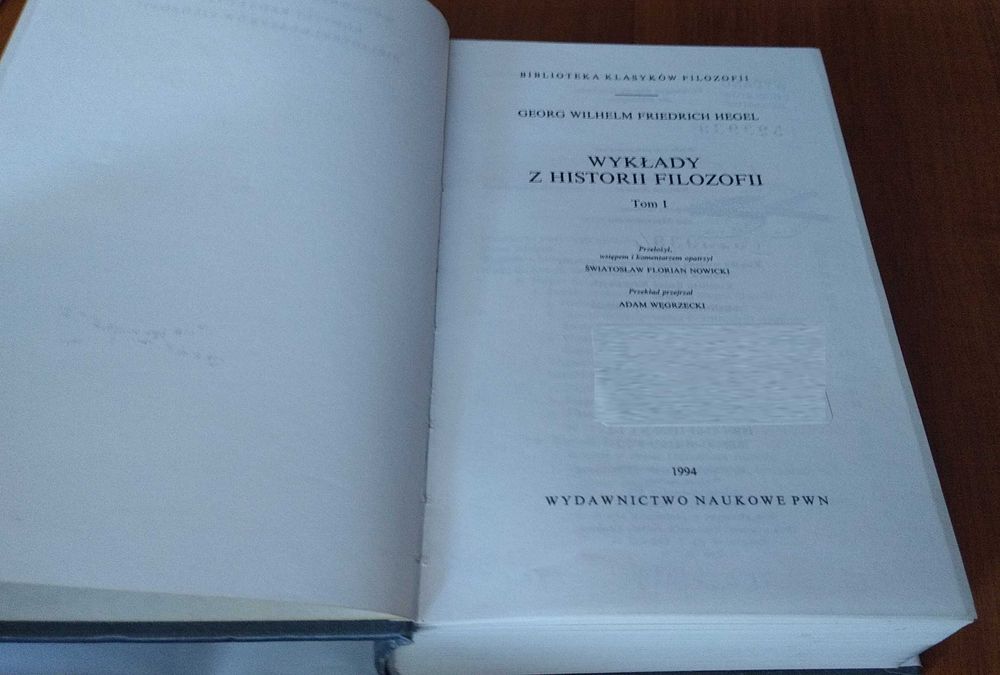 BIBLIOTEKA KLASYKÓW FILOZOFII
GEORG WILHELM FRIEDRICH HEGEL
WYKŁADY
Z HISTORII FILOZOFII
Tom I
Przełożył,
wstępem i komentarzem opatrzył
ŚWIATOSŁAW FLORIAN NOWICKI
Przekład przejrzał
ADAM WĘGRZECKI
1994
WYDAWNICTWO NAUKOWE PWN